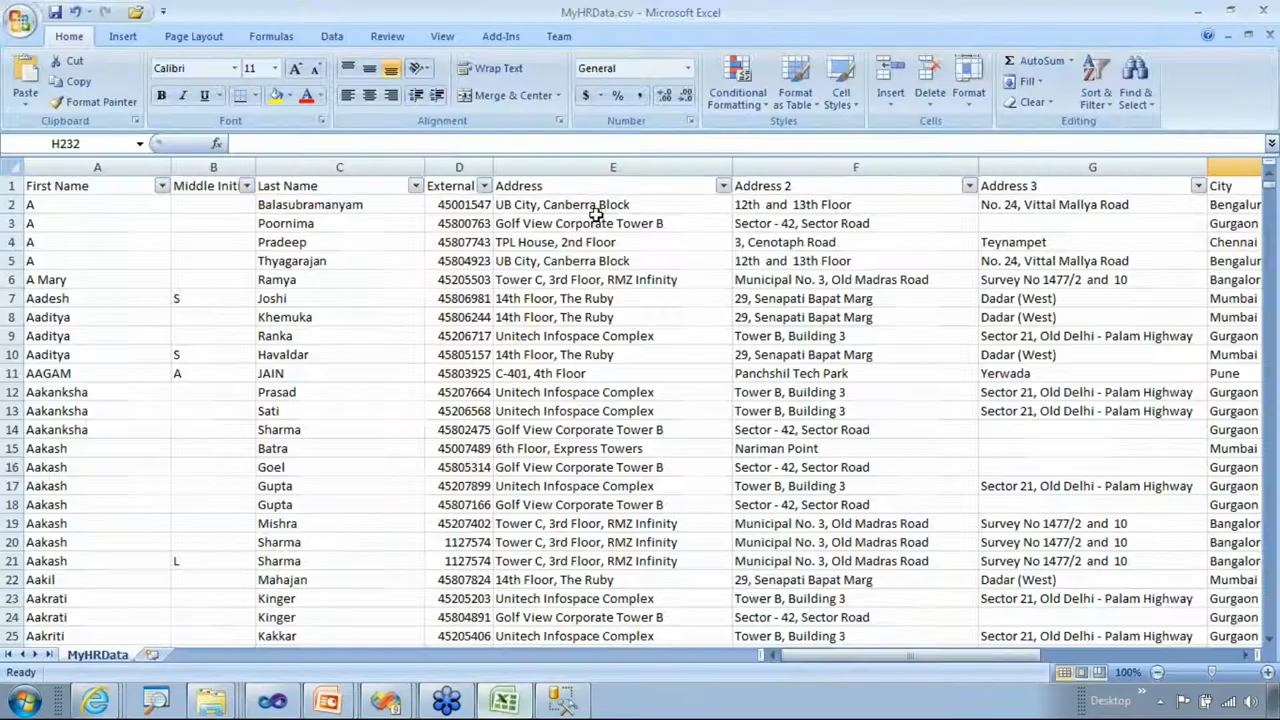 MyHRData.csv - Microsoft Excel
Home Insert Page Layout Formulas Data Review View Add-Ins Team
Paste Cut Copy Format Painter Clipboard
Calibri 11 A A B I U A Font
Wrap Text Merge & Center Alignment
General $ % , Number
Conditional Formatting Format as Table Cell Styles Styles
Insert Delete Format Cells
Σ AutoSum Fill Clear Sort & Filter Find & Select Editing
H232 fx
A B C D E F G
1 First Name Middle Initi Last Name External Address Address 2 Address 3 City
2 A Balasubramanyam 45001547 UB City, Canberra Block 12th and 13th Floor No. 24, Vittal Mallya Road Bengalur
3 A Poornima 45800763 Golf View Corporate Tower B Sector - 42, Sector Road Gurgaon
4 A Pradeep 45807743 TPL House, 2nd Floor 3, Cenotaph Road Teynampet Chennai
5 A Thyagarajan 45804923 UB City, Canberra Block 12th and 13th Floor No. 24, Vittal Mallya Road Bengalur
6 A Mary Ramya 45205503 Tower C, 3rd Floor, RMZ Infinity Municipal No. 3, Old Madras Road Survey No 1477/2 and 10 Bangalor
7 Aadesh S Joshi 45806981 14th Floor, The Ruby 29, Senapati Bapat Marg Dadar (West) Mumbai
8 Aaditya Khemuka 45806244 14th Floor, The Ruby 29, Senapati Bapat Marg Dadar (West) Mumbai
9 Aaditya Ranka 45206717 Unitech Infospace Complex Tower B, Building 3 Sector 21, Old Delhi - Palam Highway Gurgaon
10 Aaditya S Havaldar 45805157 14th Floor, The Ruby 29, Senapati Bapat Marg Dadar (West) Mumbai
11 AAGAM A JAIN 45803925 C-401, 4th Floor Panchshil Tech Park Yerwada Pune
12 Aakanksha Prasad 45207664 Unitech Infospace Complex Tower B, Building 3 Sector 21, Old Delhi - Palam Highway Gurgaon
13 Aakanksha Sati 45206568 Unitech Infospace Complex Tower B, Building 3 Sector 21, Old Delhi - Palam Highway Gurgaon
14 Aakanksha Sharma 45802475 Golf View Corporate Tower B Sector - 42, Sector Road Gurgaon
15 Aakash Batra 45007489 6th Floor, Express Towers Nariman Point Mumbai
16 Aakash Goel 45805314 Golf View Corporate Tower B Sector - 42, Sector Road Gurgaon
17 Aakash Gupta 45207899 Unitech Infospace Complex Tower B, Building 3 Sector 21, Old Delhi - Palam Highway Gurgaon
18 Aakash Gupta 45807166 Golf View Corporate Tower B Sector - 42, Sector Road Gurgaon
19 Aakash Mishra 45207402 Tower C, 3rd Floor, RMZ Infinity Municipal No. 3, Old Madras Road Survey No 1477/2 and 10 Bangalor
20 Aakash Sharma 1127574 Tower C, 3rd Floor, RMZ Infinity Municipal No. 3, Old Madras Road Survey No 1477/2 and 10 Bangalor
21 Aakash L Sharma 1127574 Tower C, 3rd Floor, RMZ Infinity Municipal No. 3, Old Madras Road Survey No 1477/2 and 10 Bangalor
22 Aakil Mahajan 45807824 14th Floor, The Ruby 29, Senapati Bapat Marg Dadar (West) Mumbai
23 Aakrati Kinger 45205203 Unitech Infospace Complex Tower B, Building 3 Sector 21, Old Delhi - Palam Highway Gurgaon
24 Aakrati Kinger 45804891 Golf View Corporate Tower B Sector - 42, Sector Road Gurgaon
25 Aakriti Kakkar 45205406 Unitech Infospace Complex Tower B, Building 3 Sector 21, Old Delhi - Palam Highway Gurgaon
MyHRData
Ready 100%
Desktop